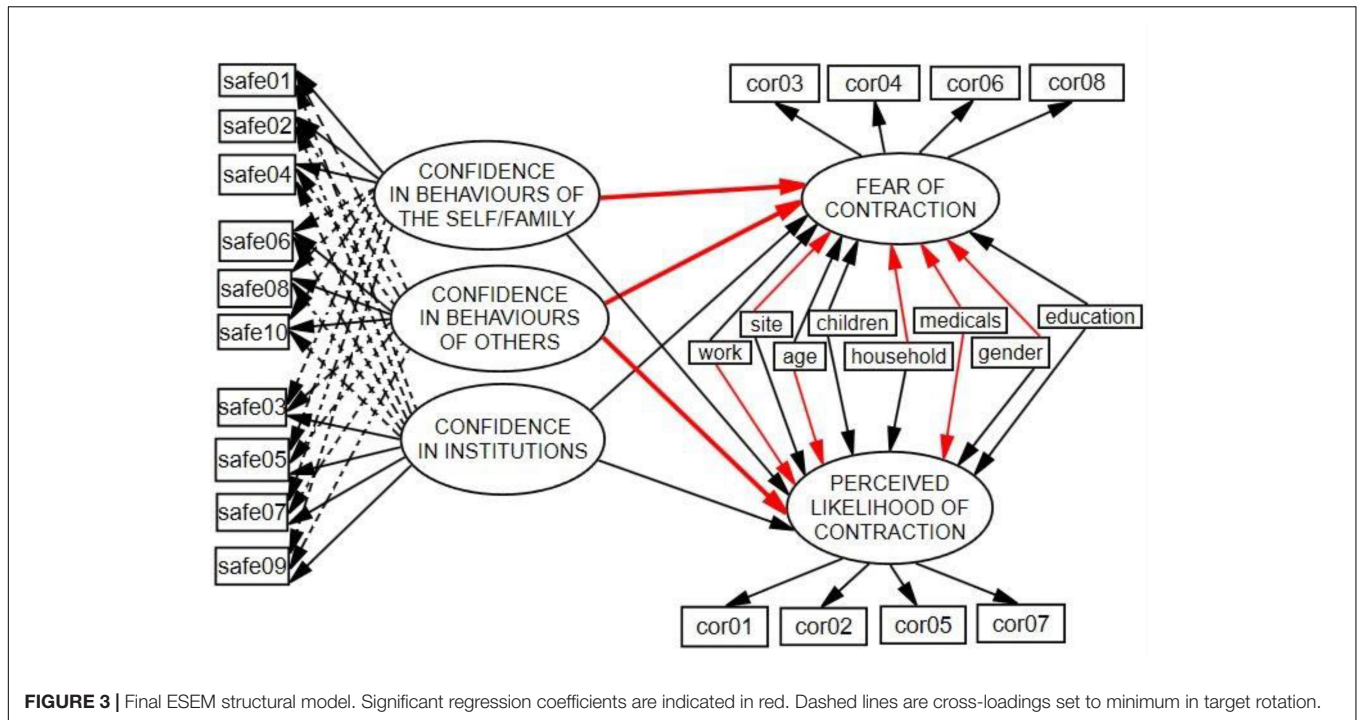 safe01
safe02
safe04
safe06
safe08
safe10
safe03
safe05
safe07
safe09
CONFIDENCE
IN BEHAVIOURS OF
THE SELF/FAMILY
CONFIDENCE
IN BEHAVIOURS
OF OTHERS
CONFIDENCE
IN INSTITUTIONS
cor03 cor04 cor06 cor08
FEAR OF
CONTRACTION
site children medicals education
work age household gender
PERCEIVED
LIKELIHOOD OF
CONTRACTION
cor01 cor02 cor05 cor07
FIGURE 3 | Final ESEM structural model. Significant regression coefficients are indicated in red. Dashed lines are cross-loadings set to minimum in target rotation.